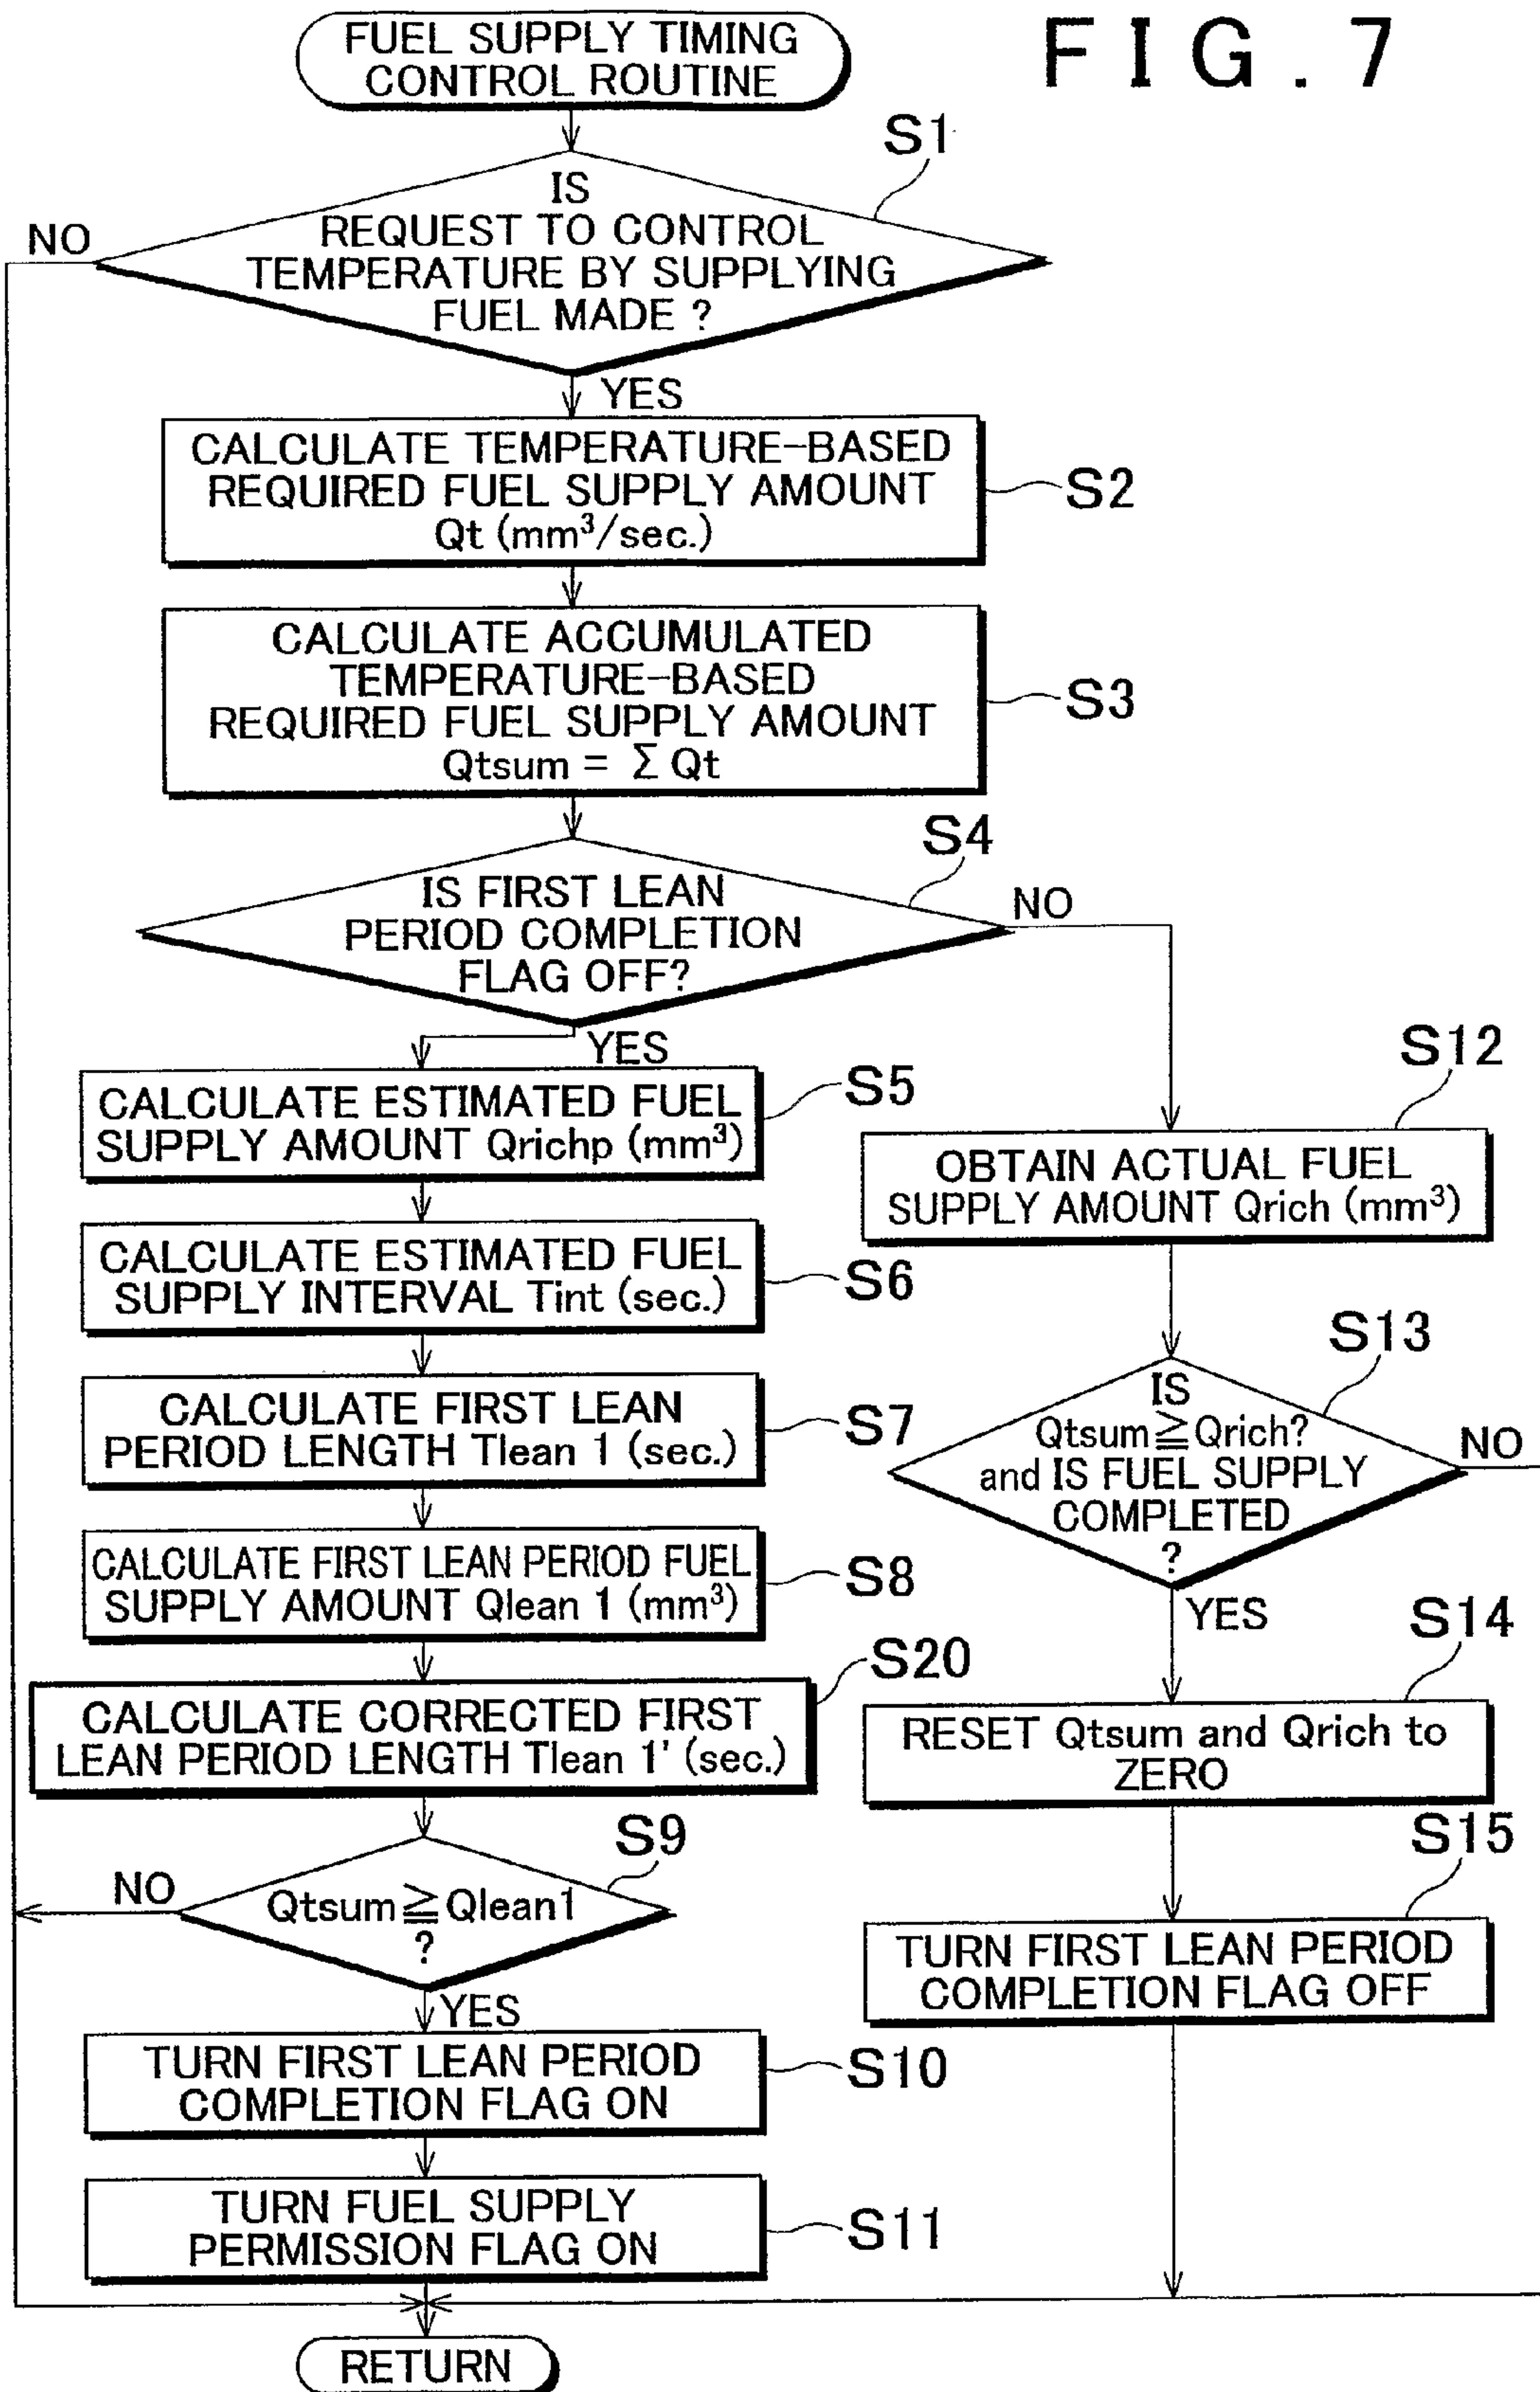 FUEL SUPPLY TIMING
CONTROL ROUTINE
FIG. 7
S1
IS
REQUEST TO CONTROL
TEMPERATURE BY SUPPLYING
FUEL MADE ?
NO
YES
CALCULATE TEMPERATURE-BASED
REQUIRED FUEL SUPPLY AMOUNT
Qt (mm³/sec.)
S2
CALCULATE ACCUMULATED
TEMPERATURE-BASED
REQUIRED FUEL SUPPLY AMOUNT
Qtsum = Σ Qt
S3
S4
IS FIRST LEAN
PERIOD COMPLETION
FLAG OFF?
NO
YES
CALCULATE ESTIMATED FUEL
SUPPLY AMOUNT Qrichp (mm³)
S5
CALCULATE ESTIMATED FUEL
SUPPLY INTERVAL Tint (sec.)
S6
CALCULATE FIRST LEAN
PERIOD LENGTH Tlean 1 (sec.)
S7
CALCULATE FIRST LEAN PERIOD FUEL
SUPPLY AMOUNT Qlean 1 (mm³)
S8
S20
CALCULATE CORRECTED FIRST
LEAN PERIOD LENGTH Tlean 1' (sec.)
S9
Qtsum≧Qlean1
?
NO
YES
TURN FIRST LEAN PERIOD
COMPLETION FLAG ON
S10
TURN FUEL SUPPLY
PERMISSION FLAG ON
S11
S12
OBTAIN ACTUAL FUEL
SUPPLY AMOUNT Qrich (mm³)
S13
IS
Qtsum≧Qrich?
and IS FUEL SUPPLY
COMPLETED
?
NO
YES
S14
RESET Qtsum and Qrich to
ZERO
S15
TURN FIRST LEAN PERIOD
COMPLETION FLAG OFF
RETURN